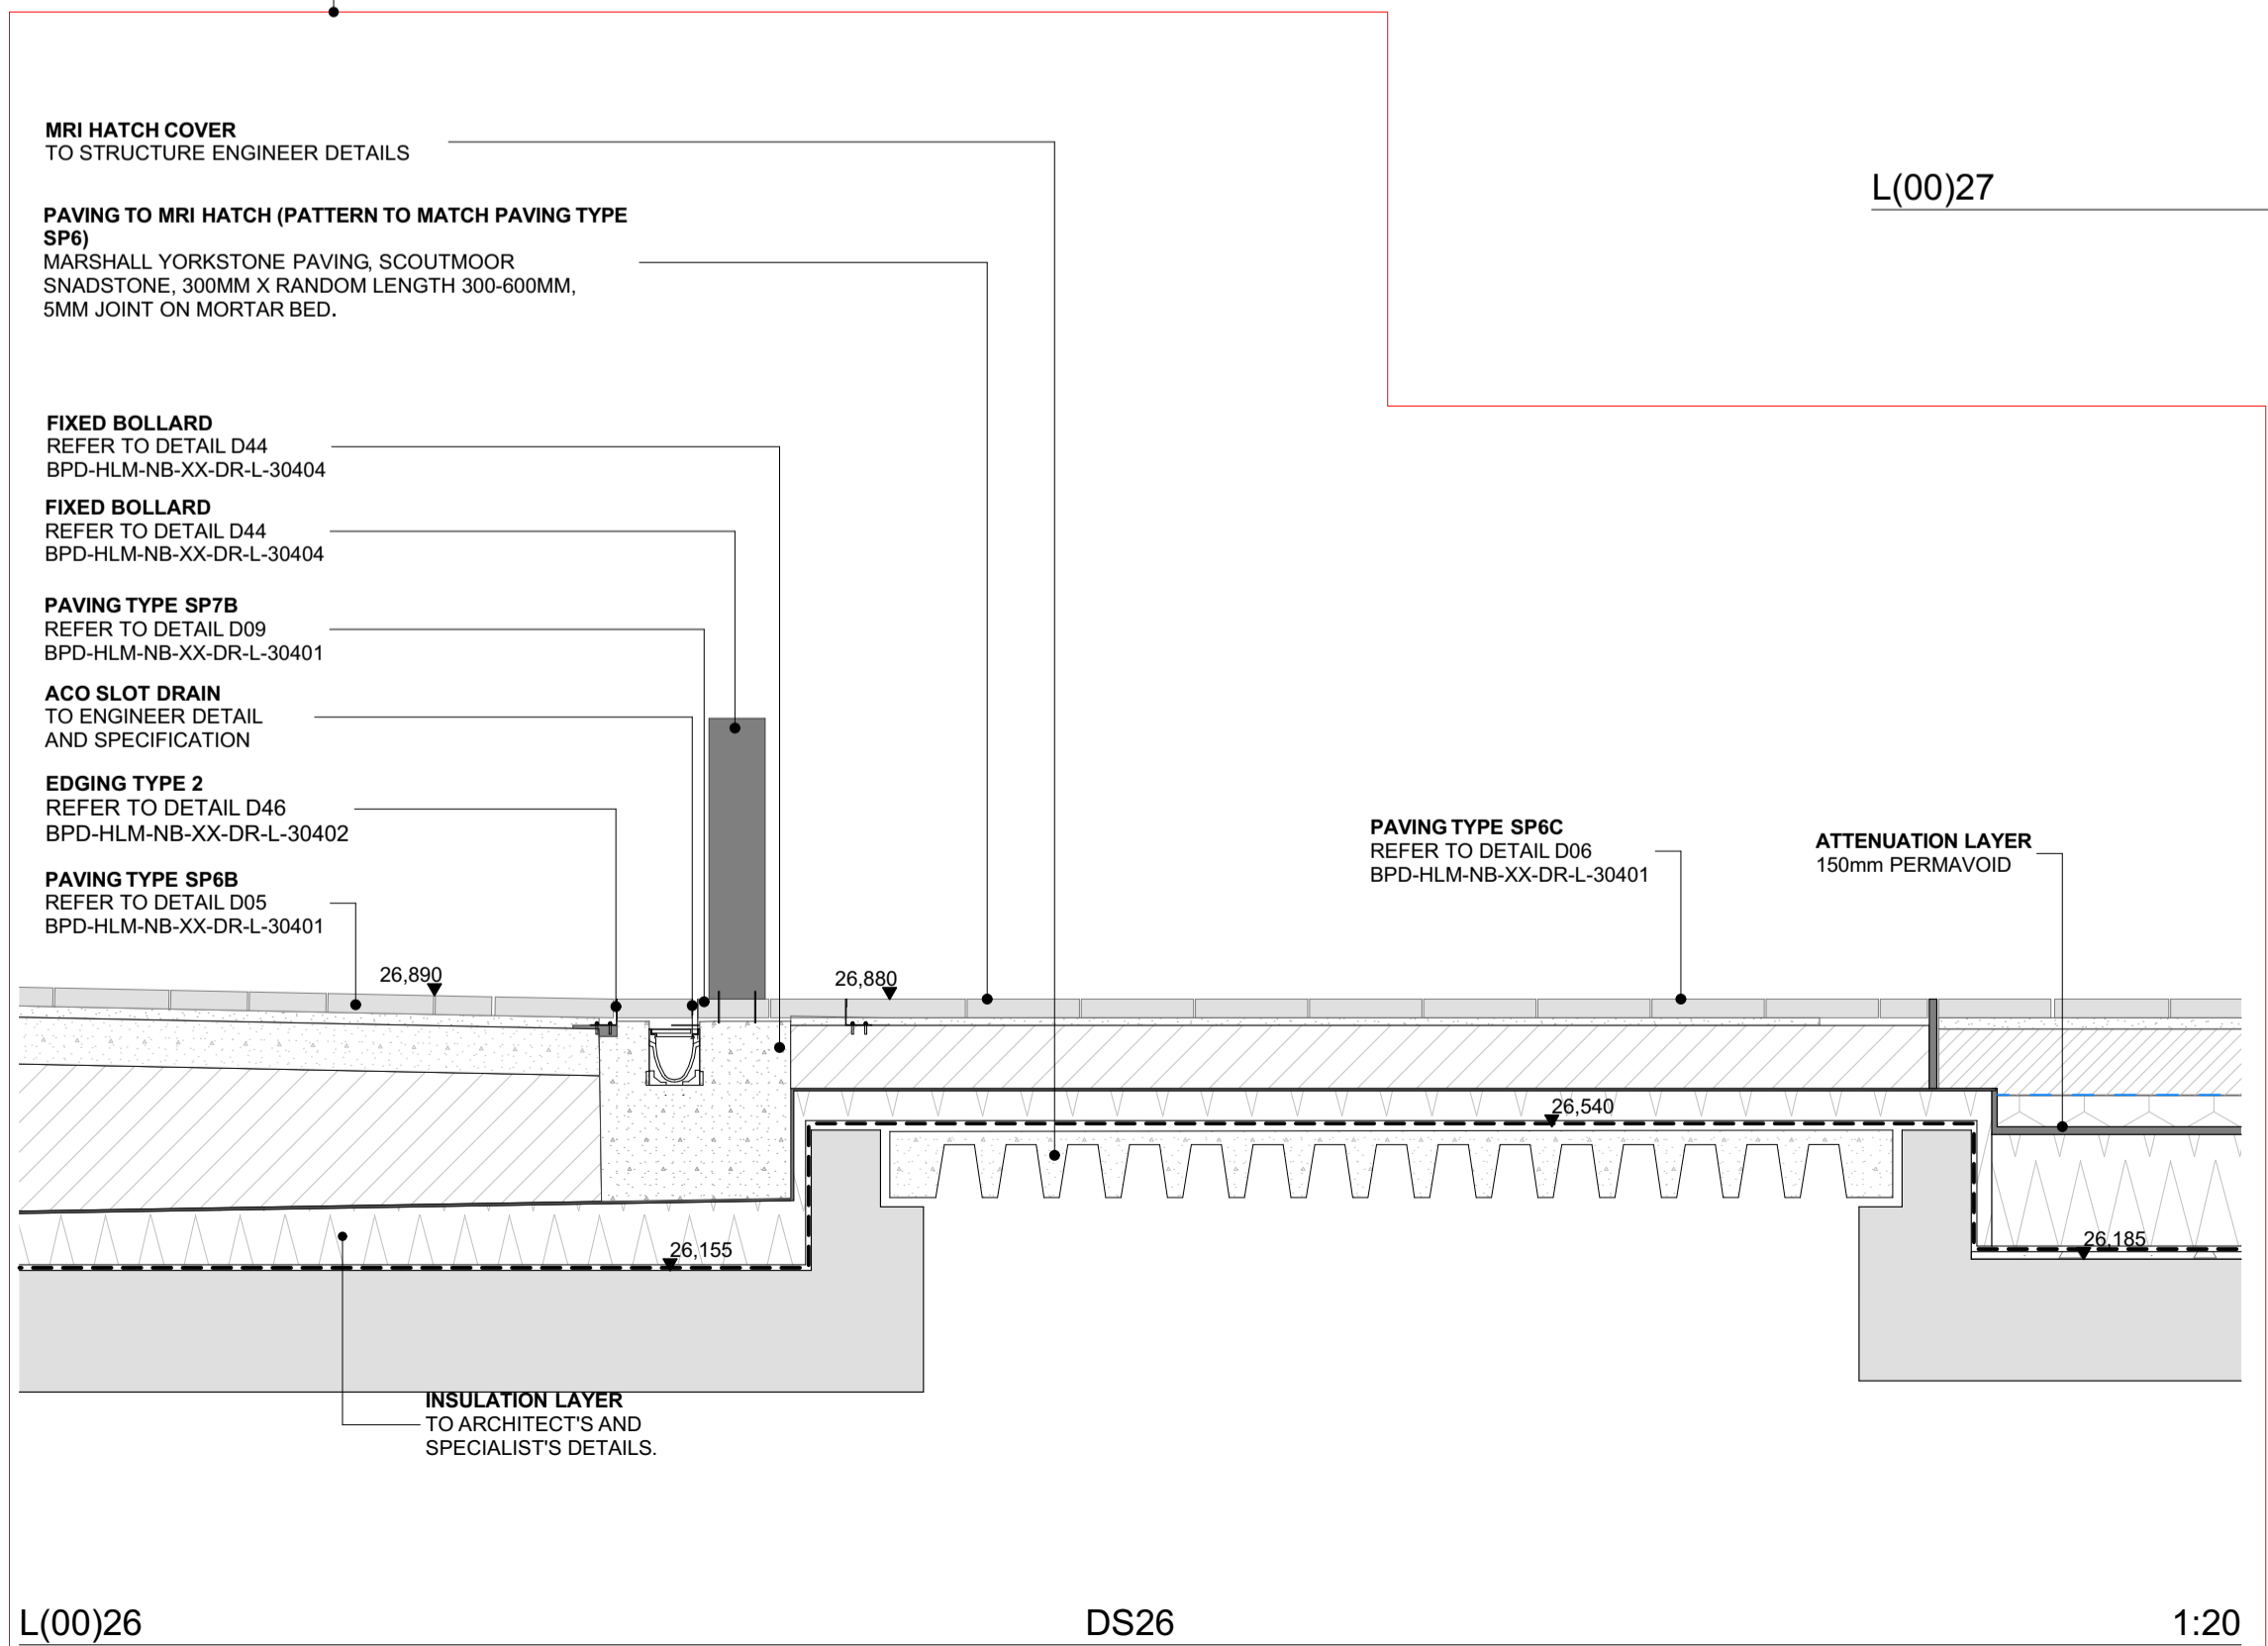 MRI HATCH COVER
TO STRUCTURE ENGINEER DETAILS
L(00)27
PAVING TO MRI HATCH (PATTERN TO MATCH PAVING TYPE
SP6)
MARSHALL YORKSTONE PAVING, SCOUTMOOR
SNADSTONE, 300MM X RANDOM LENGTH 300-600MM,
5MM JOINT ON MORTAR BED.
FIXED BOLLARD
REFER TO DETAIL D44
BPD-HLM-NB-XX-DR-L-30404
FIXED BOLLARD
REFER TO DETAIL D44
BPD-HLM-NB-XX-DR-L-30404
PAVING TYPE SP7B
REFER TO DETAIL D09
BPD-HLM-NB-XX-DR-L-30401
ACO SLOT DRAIN
TO ENGINEER DETAIL
AND SPECIFICATION
EDGING TYPE 2
REFER TO DETAIL D46
BPD-HLM-NB-XX-DR-L-30402
PAVING TYPE SP6B
REFER TO DETAIL D05
BPD-HLM-NB-XX-DR-L-30401
PAVING TYPE SP6C
REFER TO DETAIL D06
BPD-HLM-NB-XX-DR-L-30401
ATTENUATION LAYER
150mm PERMAVOID
26,890
26,880
26,540
26,155
26,185
INSULATION LAYER
TO ARCHITECT'S AND
SPECIALIST'S DETAILS.
L(00)26
DS26
1:20